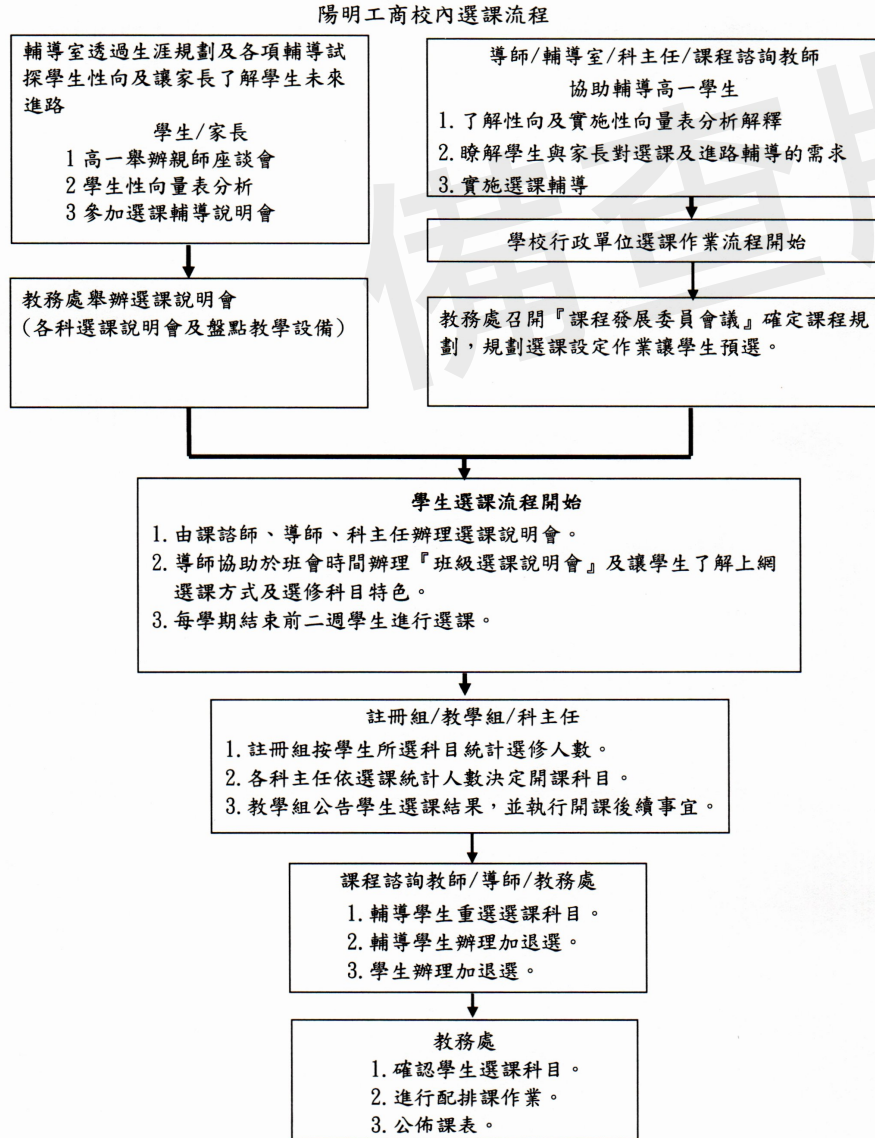 陽明工商校內選課流程
輔導室透過生涯規劃及各項輔導試
探學生性向及讓家長了解學生未來
進路
學生/家長
1 高一舉辦親師座談會
2 學生性向量表分析
3 參加選課輔導說明會
導師/輔導室/科主任/課程諮詢教師
協助輔導高一學生
1. 了解性向及實施性向量表分析解釋
2. 瞭解學生與家長對選課及進路輔導的需求
3. 實施選課輔導
學校行政單位選課作業流程開始
教務處舉辦選課說明會
(各科選課說明會及盤點教學設備)
教務處召開『課程發展委員會議』確定課程規
劃,規劃選課設定作業讓學生預選。
學生選課流程開始
1. 由課諮師、導師、科主任辦理選課說明會。
2. 導師協助於班會時間辦理『班級選課說明會』及讓學生了解上網
選課方式及選修科目特色。
3. 每學期結束前二週學生進行選課。
註冊組/教學組/科主任
1. 註冊組按學生所選科目統計選修人數。
2. 各科主任依選課統計人數決定開課科目。
3. 教學組公告學生選課結果,並執行開課後續事宜。
課程諮詢教師/導師/教務處
1. 輔導學生重選選課科目。
2. 輔導學生辦理加退選。
3. 學生辦理加退選。
教務處
1. 確認學生選課科目。
2. 進行配排課作業。
3. 公佈課表。
備查版